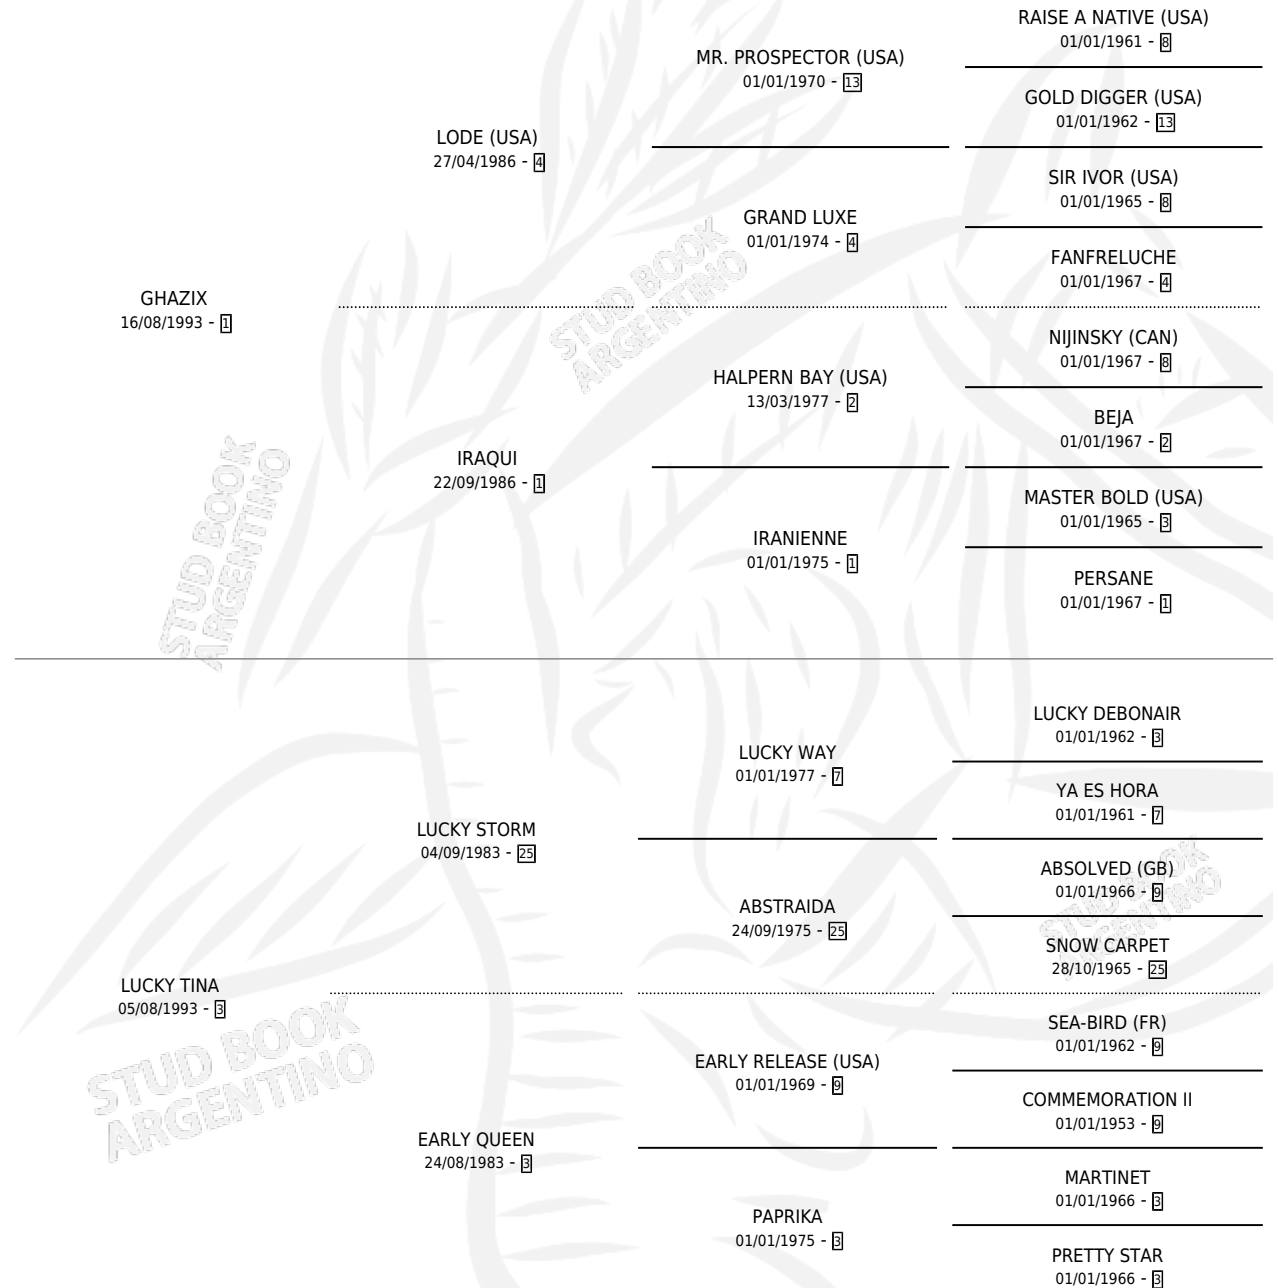 RAISE A NATIVE (USA)
01/01/1961 - 8
MR. PROSPECTOR (USA)
01/01/1970 - 13
GOLD DIGGER (USA)
01/01/1962 - 13
LODE (USA)
27/04/1986 - 4
SIR IVOR (USA)
01/01/1965 - 8
GRAND LUXE
01/01/1974 - 4
FANFRELUCHE
01/01/1967 - 4
GHAZIX
16/08/1993 - 1
NIJINSKY (CAN)
01/01/1967 - 8
HALPERN BAY (USA)
13/03/1977 - 2
BEJA
01/01/1967 - 2
IRAQUI
22/09/1986 - 1
MASTER BOLD (USA)
01/01/1965 - 3
IRANIENNE
01/01/1975 - 1
PERSANE
01/01/1967 - 1
LUCKY DEBONAIR
01/01/1962 - 3
LUCKY WAY
01/01/1977 - 7
YA ES HORA
01/01/1961 - 7
LUCKY STORM
04/09/1983 - 25
ABSOLVED (GB)
01/01/1966 - 9
ABSTRAIDA
24/09/1975 - 25
SNOW CARPET
28/10/1965 - 25
LUCKY TINA
05/08/1993 - 3
SEA-BIRD (FR)
01/01/1962 - 9
EARLY RELEASE (USA)
01/01/1969 - 9
COMMEMORATION II
01/01/1953 - 9
EARLY QUEEN
24/08/1983 - 3
MARTINET
01/01/1966 - 3
PAPRIKA
01/01/1975 - 3
PRETTY STAR
01/01/1966 - 3
STUD BOOK
ARGENTINO
STUD BOOK
ARGENTINO
STUD BOOK
ARGENTINO
STUD BOOK
ARGENTINO